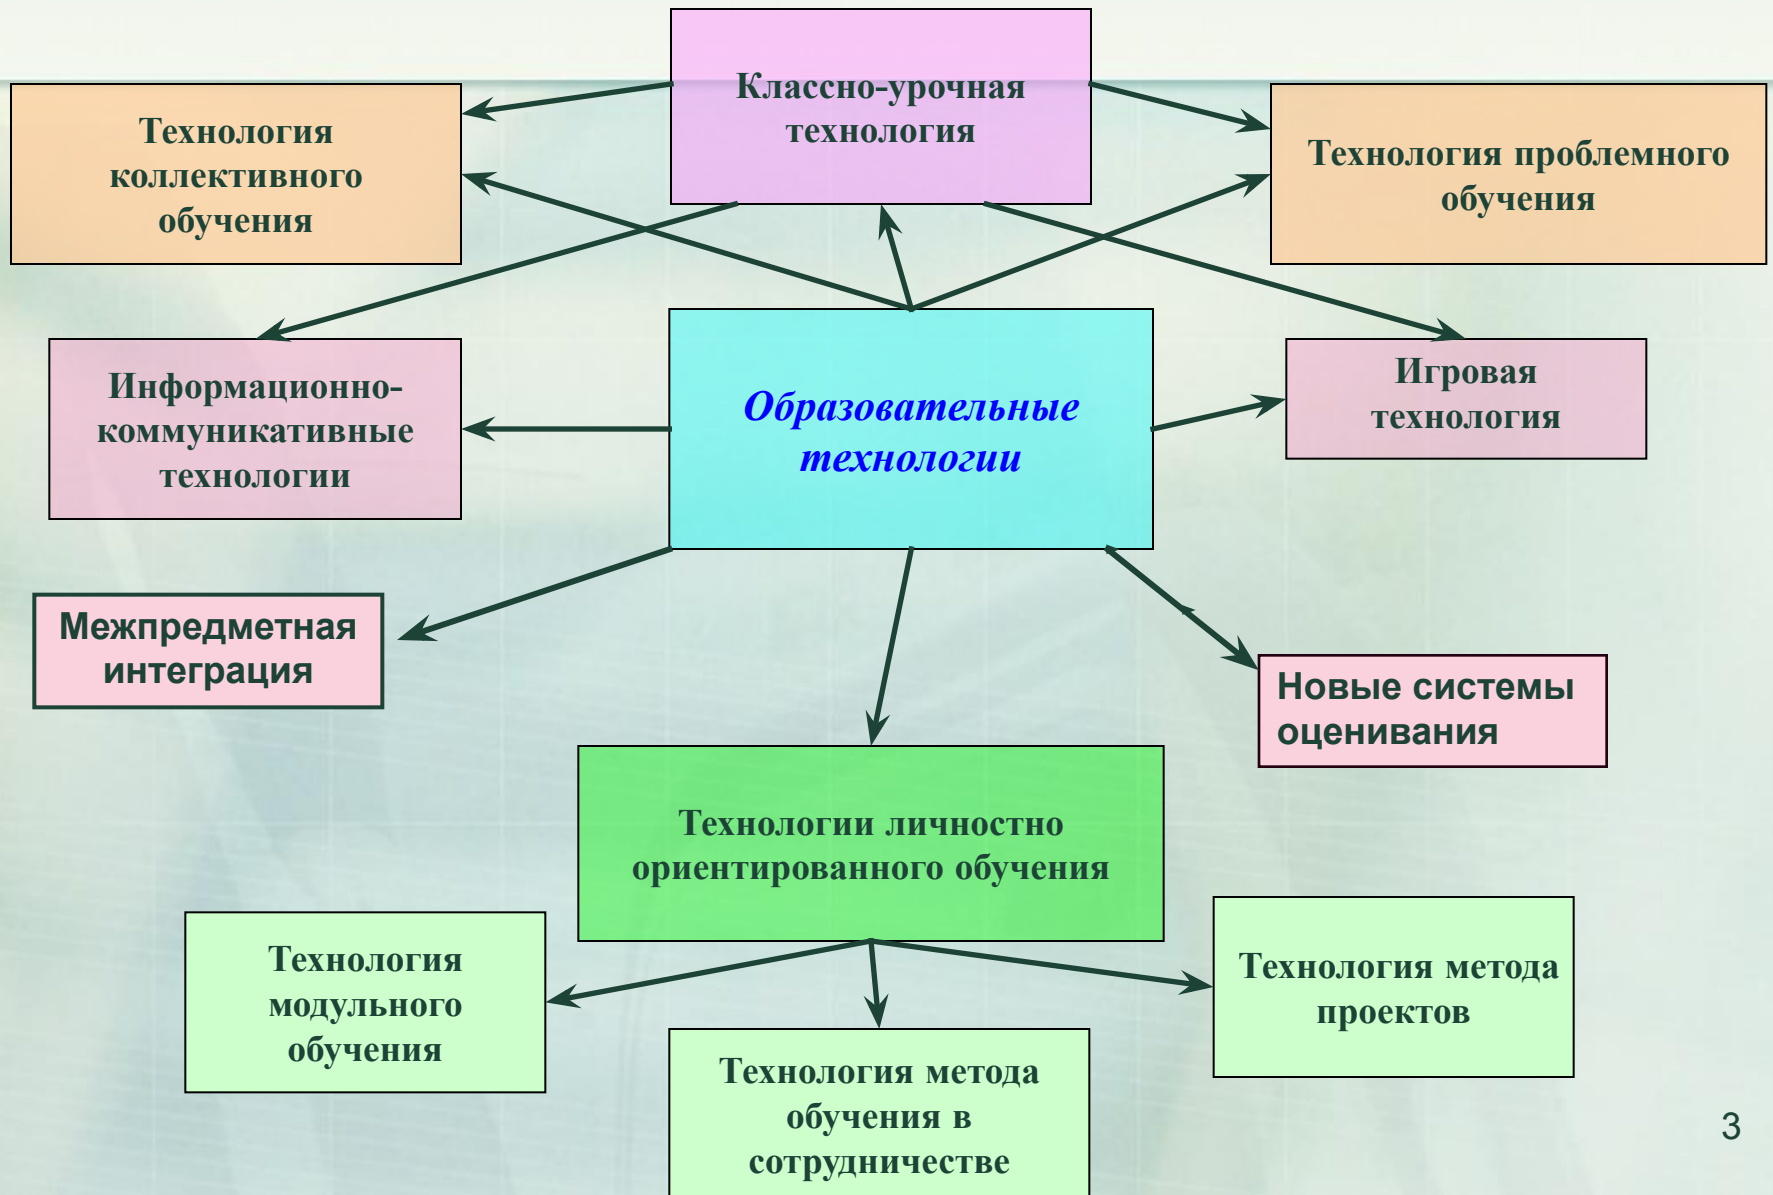 Классно-урочная
технология
Технология
коллективного
обучения
Технология проблемного
обучения
Информационно-
коммуникативные
технологии
Образовательные
технологии
Игровая
технология
Межпредметная
интеграция
Новые системы
оценивания
Технологии личностно
ориентированного обучения
Технология
модульного
обучения
Технология метода
обучения в
сотрудничестве
Технология метода
проектов
3